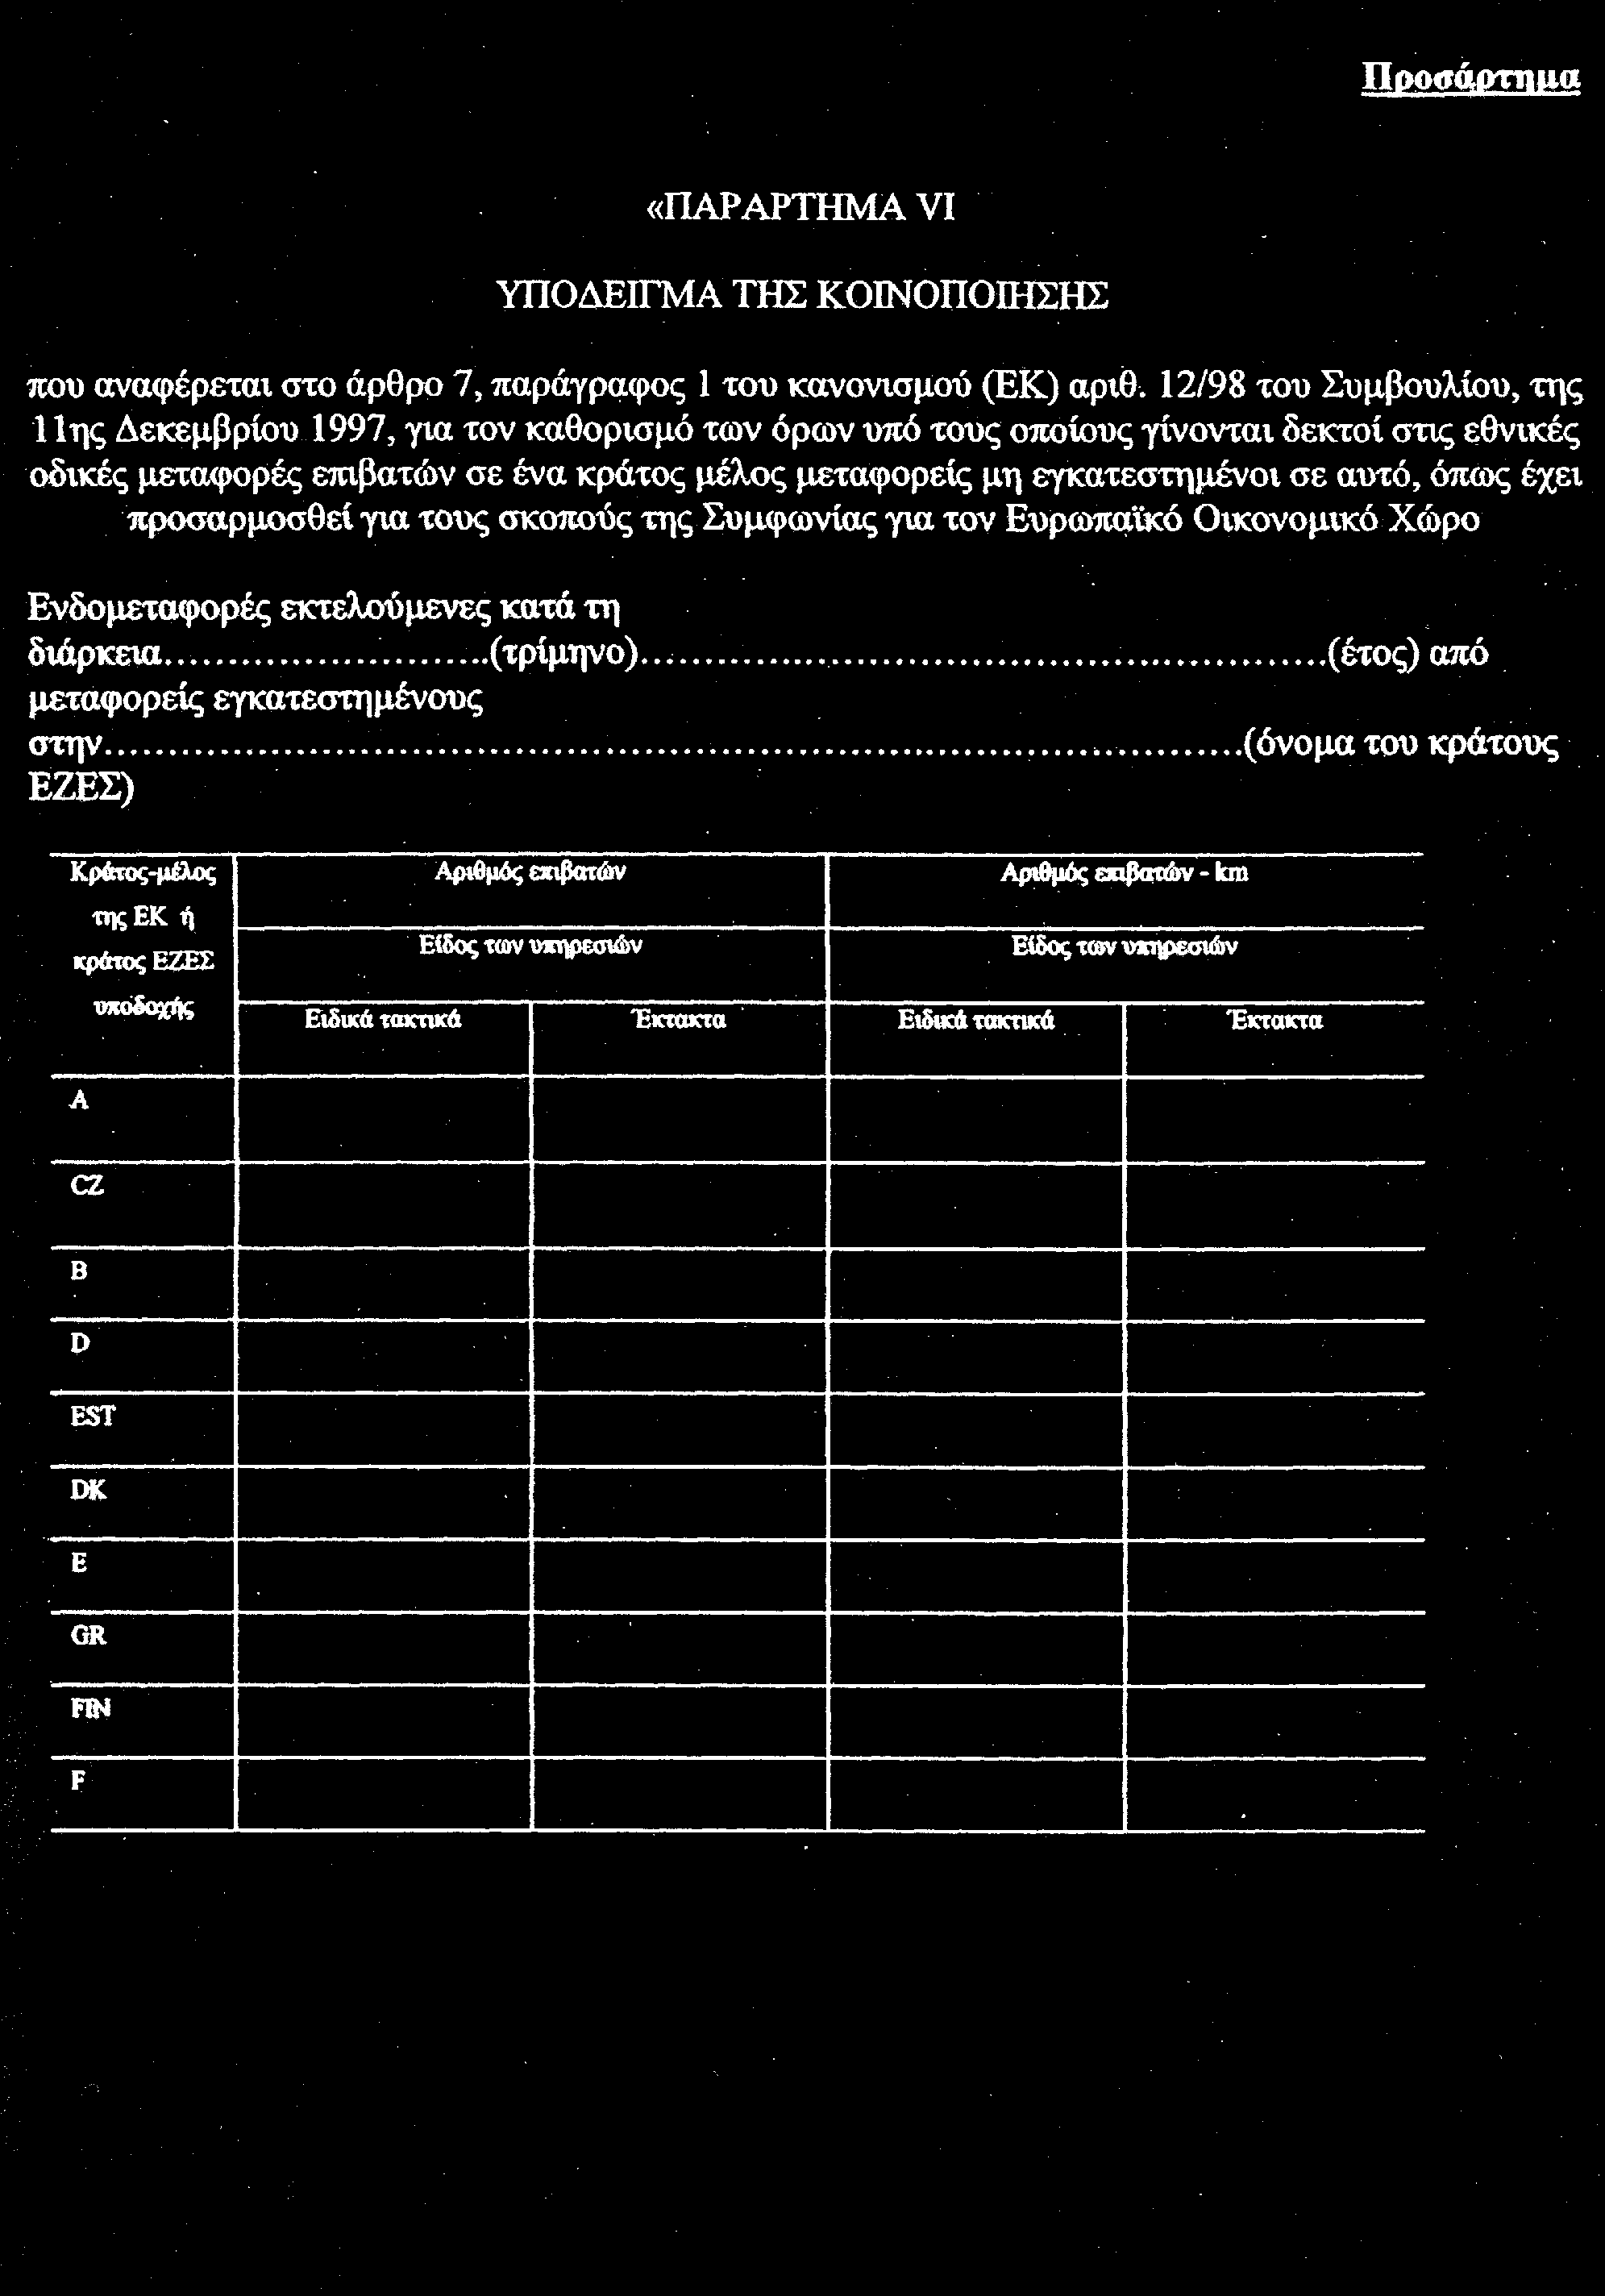 Προσάρτημα
«ΠΑΡΑΡΤΗΜΑ VI
ΥΠΟΔΕΙΓΜΑ ΤΗΣ ΚΟΙΝΟΠΟΙΗΣΗΣ
που αναφέρεται στο άρθρο 7, παράγραφος 1 του κανονισμού (ΕΚ) αριθ. 12/98 του Συμβουλίου, της
11ης Δεκεμβρίου 1997, για τον καθορισμό των όρων υπό τους οποίους γίνονται δεκτοί στις εθνικές
οδικές μεταφορές επιβατών σε ένα κράτος μέλος μεταφορείς μη εγκατεστημένοι σε αυτό, όπως έχει
προσαρμοσθεί για τους σκοπούς της Συμφωνίας για τον Ευρωπαϊκό Οικονομικό Χώρο
Ενδομεταφορές εκτελούμενες κατά τη
διάρκεια..............................(τρίμηνο)................................................................(έτος) από
μεταφορείς εγκατεστημένους
στην..........................................................................................................(όνομα του κράτους
ΕΖΕΣ)
Κράτος-μέλος
της ΕΚ ή
κράτος ΕΖΕΣ
υποδοχής
Αριθμός επιβατών
Αριθμός επιβατών - km
Είδος των υπηρεσιών
Είδος των υπηρεσιών
Ειδικά τακτικά
Έκτακτα
Ειδικά τακτικά
Έκτακτα
A
CZ
B
D
EST
DK
E
GR
FIN
F